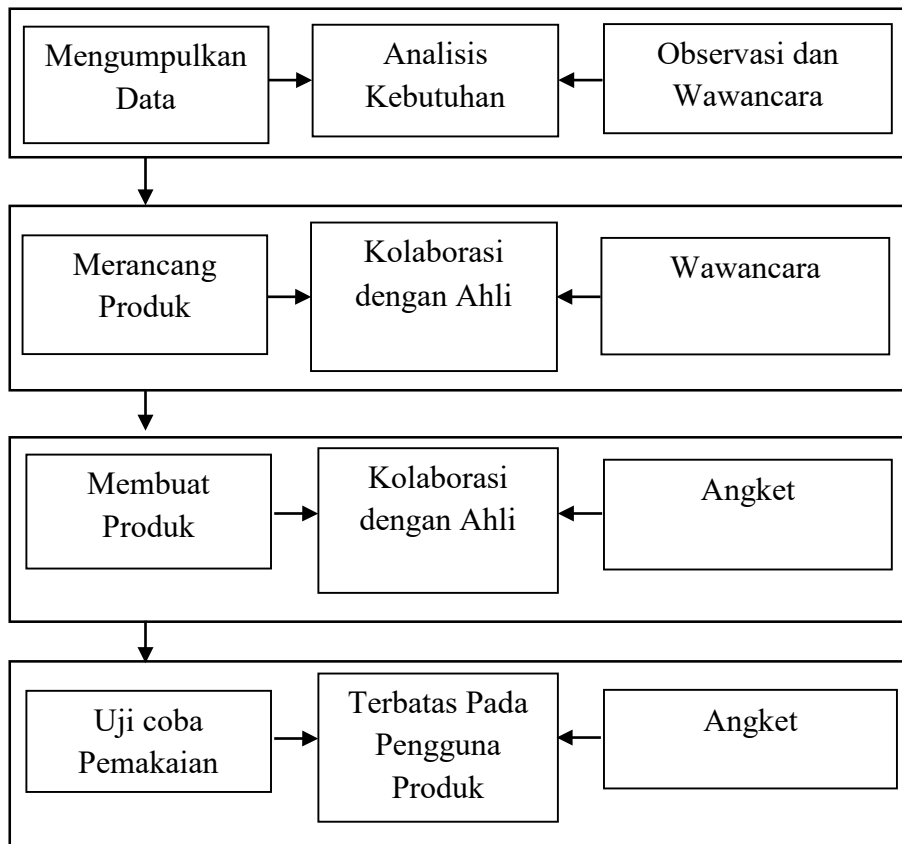 Mengumpulkan
Data
Analisis
Kebutuhan
Observasi dan
Wawancara
Merancang
Produk
Kolaborasi
dengan Ahli
Wawancara
Membuat
Produk
Kolaborasi
dengan Ahli
Angket
Uji coba
Pemakaian
Terbatas Pada
Pengguna
Produk
Angket